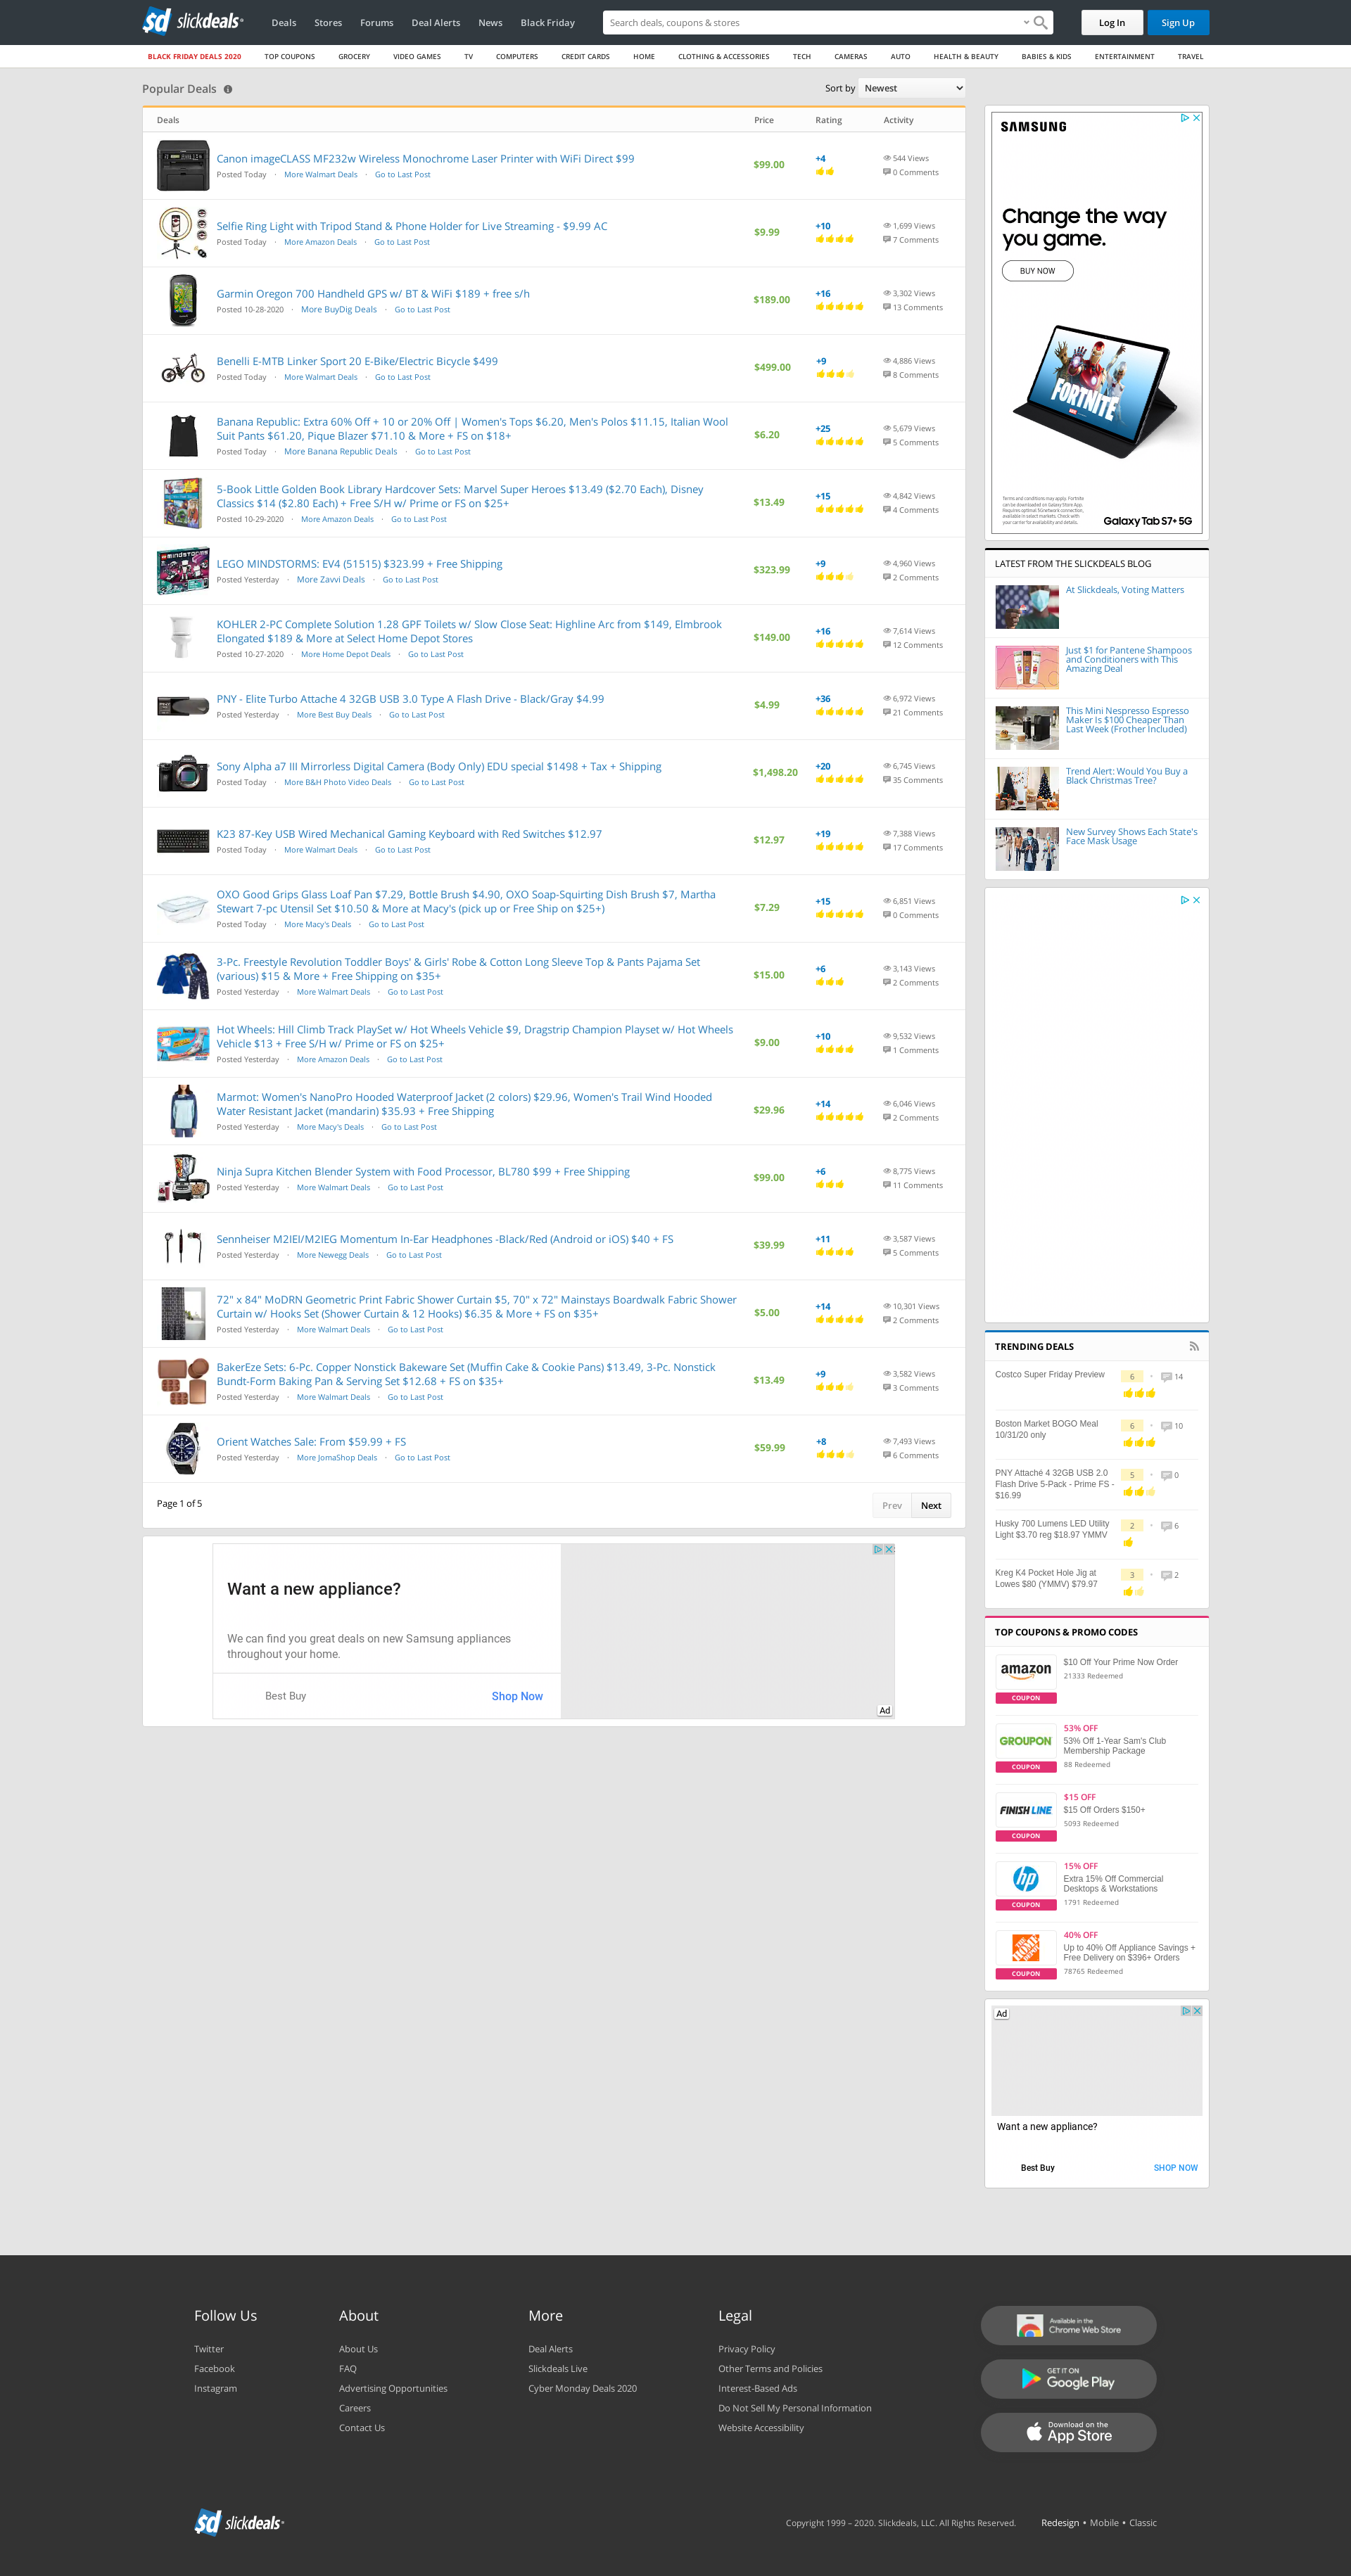 slickdeals
Deals
Stores
Forums
Deal Alerts
News
Black Friday
Search deals, coupons & stores
Log In
Sign Up
BLACK FRIDAY DEALS 2020
TOP COUPONS
GROCERY
VIDEO GAMES
TV
COMPUTERS
CREDIT CARDS
HOME
CLOTHING & ACCESSORIES
TECH
CAMERAS
AUTO
HEALTH & BEAUTY
BABIES & KIDS
ENTERTAINMENT
TRAVEL
Popular Deals
Sort by Newest
Deals Price Rating Activity
Canon imageCLASS MF232w Wireless Monochrome Laser Printer with WiFi Direct $99
Posted Today · More Walmart Deals · Go to Last Post
$99.00
+4
544 Views
0 Comments
Selfie Ring Light with Tripod Stand & Phone Holder for Live Streaming - $9.99 AC
Posted Today · More Amazon Deals · Go to Last Post
$9.99
+10
1,699 Views
7 Comments
Garmin Oregon 700 Handheld GPS w/ BT & WiFi $189 + free s/h
Posted 10-28-2020 · More BuyDig Deals · Go to Last Post
$189.00
+16
3,302 Views
13 Comments
Benelli E-MTB Linker Sport 20 E-Bike/Electric Bicycle $499
Posted Today · More Walmart Deals · Go to Last Post
$499.00
+9
4,886 Views
8 Comments
Banana Republic: Extra 60% Off + 10 or 20% Off | Women's Tops $6.20, Men's Polos $11.15, Italian Wool
Suit Pants $61.20, Pique Blazer $71.10 & More + FS on $18+
Posted Today · More Banana Republic Deals · Go to Last Post
$6.20
+25
5,679 Views
5 Comments
5-Book Little Golden Book Library Hardcover Sets: Marvel Super Heroes $13.49 ($2.70 Each), Disney
Classics $14 ($2.80 Each) + Free S/H w/ Prime or FS on $25+
Posted 10-29-2020 · More Amazon Deals · Go to Last Post
$13.49
+15
4,842 Views
4 Comments
LEGO MINDSTORMS: EV4 (51515) $323.99 + Free Shipping
Posted Yesterday · More Zavvi Deals · Go to Last Post
$323.99
+9
4,960 Views
2 Comments
KOHLER 2-PC Complete Solution 1.28 GPF Toilets w/ Slow Close Seat: Highline Arc from $149, Elmbrook
Elongated $189 & More at Select Home Depot Stores
Posted 10-27-2020 · More Home Depot Deals · Go to Last Post
$149.00
+16
7,614 Views
12 Comments
PNY - Elite Turbo Attache 4 32GB USB 3.0 Type A Flash Drive - Black/Gray $4.99
Posted Yesterday · More Best Buy Deals · Go to Last Post
$4.99
+36
6,972 Views
21 Comments
Sony Alpha a7 III Mirrorless Digital Camera (Body Only) EDU special $1498 + Tax + Shipping
Posted Today · More B&H Photo Video Deals · Go to Last Post
$1,498.20
+20
6,745 Views
35 Comments
K23 87-Key USB Wired Mechanical Gaming Keyboard with Red Switches $12.97
Posted Today · More Walmart Deals · Go to Last Post
$12.97
+19
7,388 Views
17 Comments
OXO Good Grips Glass Loaf Pan $7.29, Bottle Brush $4.90, OXO Soap-Squirting Dish Brush $7, Martha
Stewart 7-pc Utensil Set $10.50 & More at Macy's (pick up or Free Ship on $25+)
Posted Today · More Macy's Deals · Go to Last Post
$7.29
+15
6,851 Views
0 Comments
3-Pc. Freestyle Revolution Toddler Boys' & Girls' Robe & Cotton Long Sleeve Top & Pants Pajama Set
(various) $15 & More + Free Shipping on $35+
Posted Yesterday · More Walmart Deals · Go to Last Post
$15.00
+6
3,143 Views
2 Comments
Hot Wheels: Hill Climb Track PlaySet w/ Hot Wheels Vehicle $9, Dragstrip Champion Playset w/ Hot Wheels
Vehicle $13 + Free S/H w/ Prime or FS on $25+
Posted Yesterday · More Amazon Deals · Go to Last Post
$9.00
+10
9,532 Views
1 Comments
Marmot: Women's NanoPro Hooded Waterproof Jacket (2 colors) $29.96, Women's Trail Wind Hooded
Water Resistant Jacket (mandarin) $35.93 + Free Shipping
Posted Yesterday · More Macy's Deals · Go to Last Post
$29.96
+14
6,046 Views
2 Comments
Ninja Supra Kitchen Blender System with Food Processor, BL780 $99 + Free Shipping
Posted Yesterday · More Walmart Deals · Go to Last Post
$99.00
+6
8,775 Views
11 Comments
Sennheiser M2IEI/M2IEG Momentum In-Ear Headphones -Black/Red (Android or iOS) $40 + FS
Posted Yesterday · More Newegg Deals · Go to Last Post
$39.99
+11
3,587 Views
5 Comments
72" x 84" MoDRN Geometric Print Fabric Shower Curtain $5, 70" x 72" Mainstays Boardwalk Fabric Shower
Curtain w/ Hooks Set (Shower Curtain & 12 Hooks) $6.35 & More + FS on $35+
Posted Yesterday · More Walmart Deals · Go to Last Post
$5.00
+14
10,301 Views
2 Comments
BakerEze Sets: 6-Pc. Copper Nonstick Bakeware Set (Muffin Cake & Cookie Pans) $13.49, 3-Pc. Nonstick
Bundt-Form Baking Pan & Serving Set $12.68 + FS on $35+
Posted Yesterday · More Walmart Deals · Go to Last Post
$13.49
+9
3,582 Views
3 Comments
Orient Watches Sale: From $59.99 + FS
Posted Yesterday · More JomaShop Deals · Go to Last Post
$59.99
+8
7,493 Views
6 Comments
Page 1 of 5
Prev
Next
Want a new appliance?
We can find you great deals on new Samsung appliances
throughout your home.
Best Buy
Shop Now
Ad
SAMSUNG
Change the way
you game.
BUY NOW
FORTNITE
Terms and conditions may apply. Fortnite
can be downloaded on Galaxy Store App.
Galaxy Tab S7+ 5G
LATEST FROM THE SLICKDEALS BLOG
At Slickdeals, Voting Matters
Just $1 for Pantene Shampoos
and Conditioners with This
Amazing Deal
This Mini Nespresso Espresso
Maker Is $100 Cheaper Than
Last Week (Frother Included)
Trend Alert: Would You Buy a
Black Christmas Tree?
New Survey Shows Each State's
Face Mask Usage
TRENDING DEALS
Costco Super Friday Preview
6 • 14
Boston Market BOGO Meal
10/31/20 only
6 • 10
PNY Attaché 4 32GB USB 2.0
Flash Drive 5-Pack - Prime FS -
$16.99
5 • 0
Husky 700 Lumens LED Utility
Light $3.70 reg $18.97 YMMV
2 • 6
Kreg K4 Pocket Hole Jig at
Lowes $80 (YMMV) $79.97
3 • 2
TOP COUPONS & PROMO CODES
amazon
COUPON
$10 Off Your Prime Now Order
21333 Redeemed
GROUPON
COUPON
53% OFF
53% Off 1-Year Sam's Club
Membership Package
88 Redeemed
FINISH LINE
COUPON
$15 OFF
$15 Off Orders $150+
5093 Redeemed
hp
COUPON
15% OFF
Extra 15% Off Commercial
Desktops & Workstations
1791 Redeemed
THE HOME DEPOT
COUPON
40% OFF
Up to 40% Off Appliance Savings +
Free Delivery on $396+ Orders
78765 Redeemed
Ad
Want a new appliance?
Best Buy
SHOP NOW
Follow Us
Twitter
Facebook
Instagram
About
About Us
FAQ
Advertising Opportunities
Careers
Contact Us
More
Deal Alerts
Slickdeals Live
Cyber Monday Deals 2020
Legal
Privacy Policy
Other Terms and Policies
Interest-Based Ads
Do Not Sell My Personal Information
Website Accessibility
Available in the
Chrome Web Store
GET IT ON
Google Play
Download on the
App Store
slickdeals
Copyright 1999 – 2020. Slickdeals, LLC. All Rights Reserved.
Redesign • Mobile • Classic